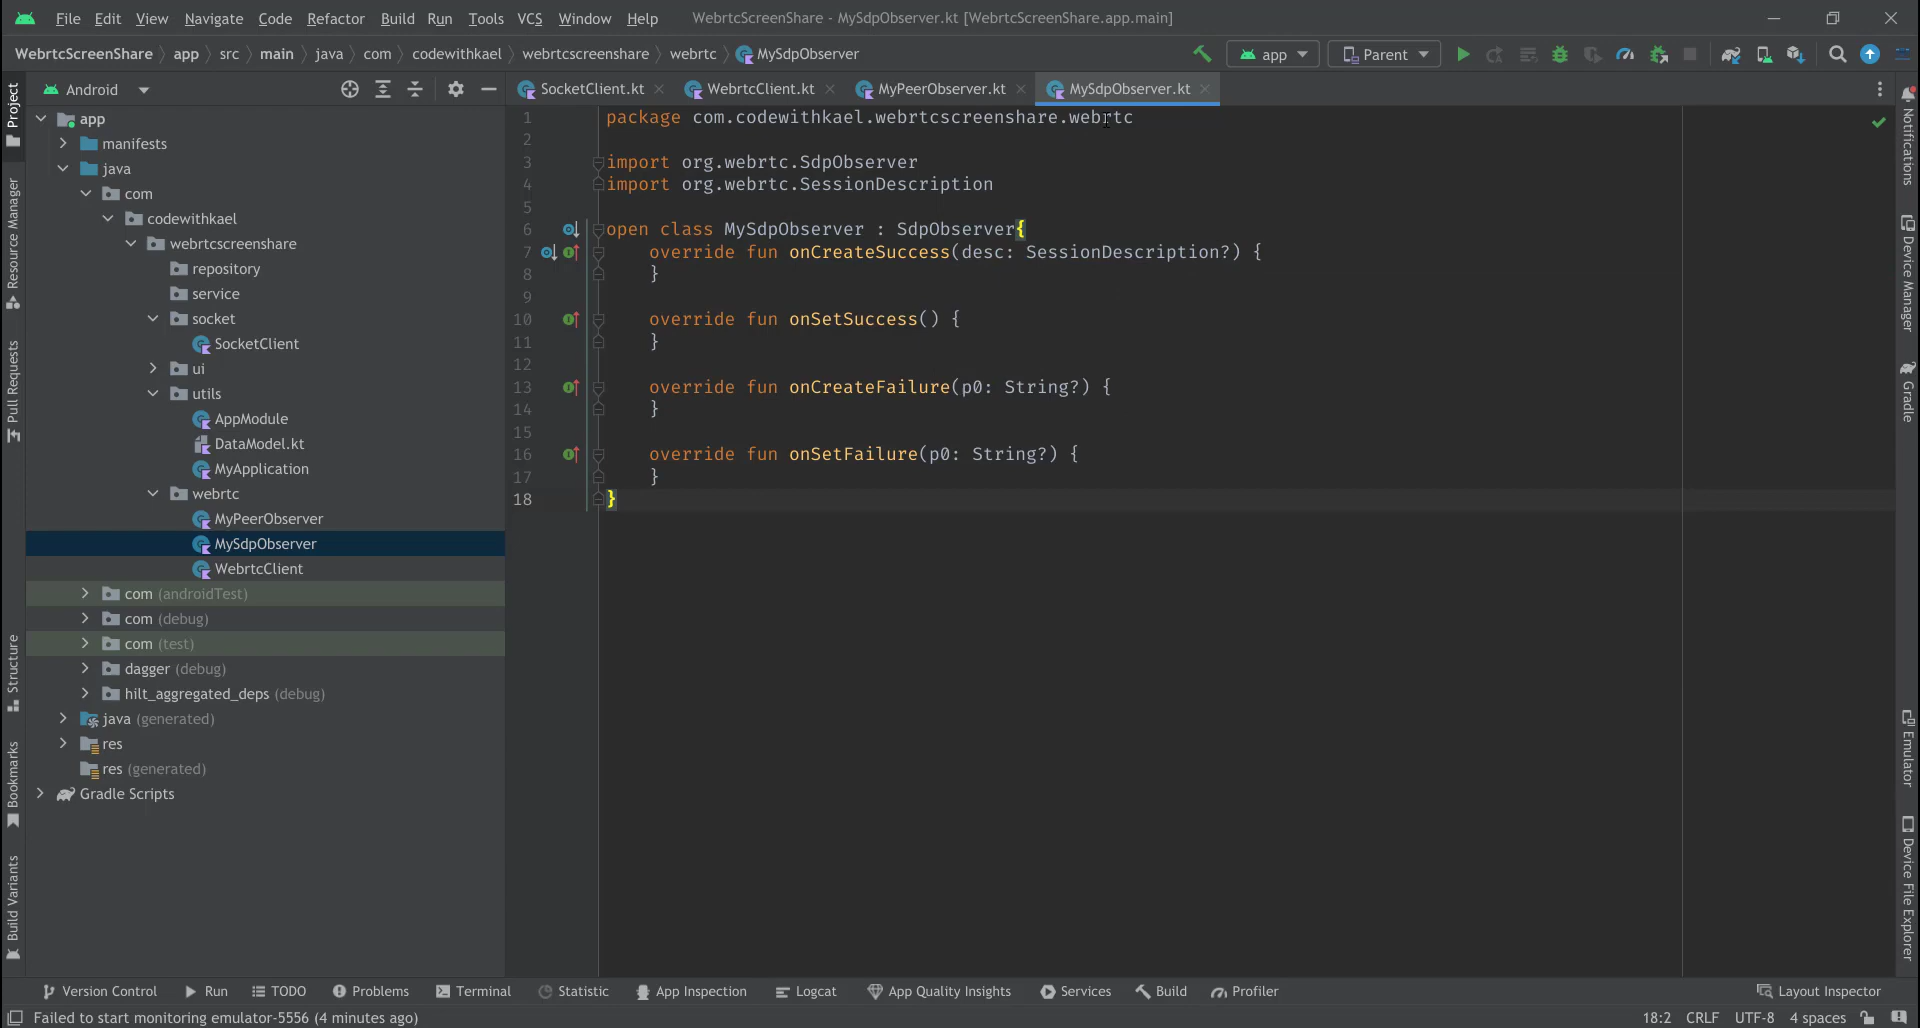 File Edit View Navigate Code Refactor Build Run Tools VCS Window Help WebrtcScreenShare - MySdpObserver.kt [WebrtcScreenShare.app.main]
WebrtcScreenShare app src main java com codewithkael webrtcscreenshare webrtc MySdpObserver app Parent
Android SocketClient.kt WebrtcClient.kt MyPeerObserver.kt MySdpObserver.kt
Project
Resource Manager
Pull Requests
Structure
Bookmarks
Build Variants
app
manifests
java
com
codewithkael
webrtcscreenshare
repository
service
socket
SocketClient
ui
utils
AppModule
DataModel.kt
MyApplication
webrtc
MyPeerObserver
MySdpObserver
WebrtcClient
com (androidTest)
com (debug)
com (test)
dagger (debug)
hilt_aggregated_deps (debug)
java (generated)
res
res (generated)
Gradle Scripts
1 package com.codewithkael.webrtcscreenshare.webrtc
2
3 import org.webrtc.SdpObserver
4 import org.webrtc.SessionDescription
5
6 open class MySdpObserver : SdpObserver{
7 override fun onCreateSuccess(desc: SessionDescription?) {
8 }
9
10 override fun onSetSuccess() {
11 }
12
13 override fun onCreateFailure(p0: String?) {
14 }
15
16 override fun onSetFailure(p0: String?) {
17 }
18 }
Notifications
Device Manager
Gradle
Emulator
Device File Explorer
Version Control Run TODO Problems Terminal Statistic App Inspection Logcat App Quality Insights Services Build Profiler Layout Inspector
Failed to start monitoring emulator-5556 (4 minutes ago) 18:2 CRLF UTF-8 4 spaces